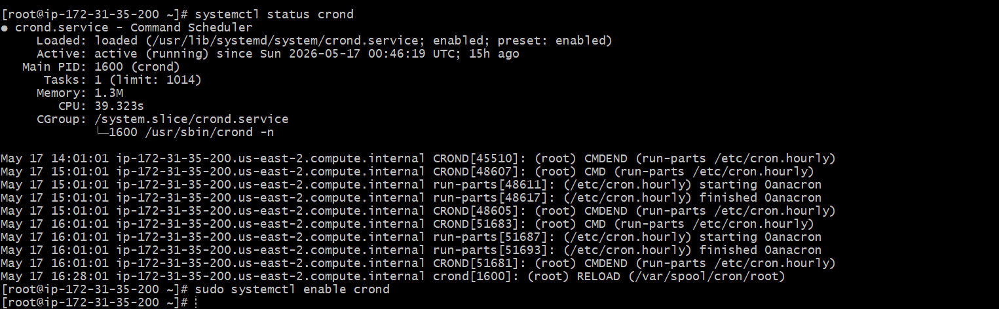 [root@ip-172-31-35-200 ~]# systemctl status crond
● crond.service - Command Scheduler
     Loaded: loaded (/usr/lib/systemd/system/crond.service; enabled; preset: enabled)
     Active: active (running) since Sun 2026-05-17 00:46:19 UTC; 15h ago
   Main PID: 1600 (crond)
      Tasks: 1 (limit: 1014)
     Memory: 1.3M
        CPU: 39.323s
     CGroup: /system.slice/crond.service
             └─1600 /usr/sbin/crond -n

May 17 14:01:01 ip-172-31-35-200.us-east-2.compute.internal CROND[45510]: (root) CMDEND (run-parts /etc/cron.hourly)
May 17 15:01:01 ip-172-31-35-200.us-east-2.compute.internal CROND[48607]: (root) CMD (run-parts /etc/cron.hourly)
May 17 15:01:01 ip-172-31-35-200.us-east-2.compute.internal run-parts[48611]: (/etc/cron.hourly) starting 0anacron
May 17 15:01:01 ip-172-31-35-200.us-east-2.compute.internal run-parts[48617]: (/etc/cron.hourly) finished 0anacron
May 17 15:01:01 ip-172-31-35-200.us-east-2.compute.internal CROND[48605]: (root) CMDEND (run-parts /etc/cron.hourly)
May 17 16:01:01 ip-172-31-35-200.us-east-2.compute.internal CROND[51683]: (root) CMD (run-parts /etc/cron.hourly)
May 17 16:01:01 ip-172-31-35-200.us-east-2.compute.internal run-parts[51687]: (/etc/cron.hourly) starting 0anacron
May 17 16:01:01 ip-172-31-35-200.us-east-2.compute.internal run-parts[51693]: (/etc/cron.hourly) finished 0anacron
May 17 16:01:01 ip-172-31-35-200.us-east-2.compute.internal CROND[51681]: (root) CMDEND (run-parts /etc/cron.hourly)
May 17 16:28:01 ip-172-31-35-200.us-east-2.compute.internal crond[1600]: (root) RELOAD (/var/spool/cron/root)
[root@ip-172-31-35-200 ~]# sudo systemctl enable crond
[root@ip-172-31-35-200 ~]#